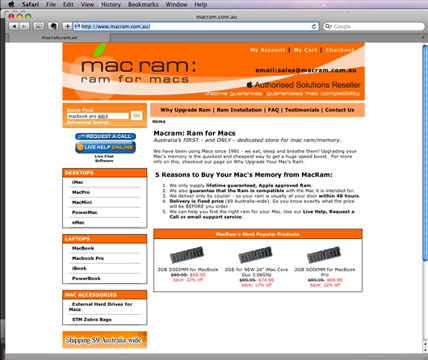 Safari File Edit View History Bookmarks Window Help
macram.com.au
http://www.macram.com.au/
Google
macram.com.au
My Account | My Cart | Checkout
mac ram:
ram for macs
email:sales@macram.com.au
Authorised Solutions Reseller
lifetime guarantee guaranteed mac compatibility
Quick Find
macBook pro ddr3
Go
Advanced Search
Why Upgrade Ram | Ram Installation | FAQ | Testimonials | Contact Us
Home
REQUEST A CALL
LIVE HELP ONLINE
Live Chat
Software
DESKTOPS
iMac
MacPro
MacMini
PowerMac
eMac
LAPTOPS
MacBook
Macbook Pro
iBook
PowerBook
MAC ACCESSORIES
External Hard Drives for
Macs
STM Zebra Bags
Shipping $9 Australia wide
Macram: Ram for Macs
Australia's FIRST - and ONLY - dedicated store for mac ram/memory.
We have been using Macs since 1991 - we eat, sleep and breathe them! Upgrading your
Mac's memory is the quickest and cheapest way to get a huge speed boost. For more
info on this, checkout our page on Why Upgrade Your Mac's Ram.
5 Reasons to Buy Your Mac's Memory from MacRam:
1. We only supply lifetime guaranteed, Apple approved Ram.
2. We also guarantee that the Ram is compatible with the Mac it is intended for.
3. We deliver only by courier - so your ram is usually at your door within 48 hours.
4. Delivery is fixed price ($9 Australia-wide). So you know exactly what the price
will be BEFORE you order.
5. We can help you find the right ram for your Mac. Use our Live Help, Request a
Call or email support service.
MacRam's Most Popular Products
2GB SODIMM for MacBook
$89.95 $69.95
Save: 22% off
2GB for NEW 24" iMac Core
Duo 3.06GHz
$89.95 $74.95
Save: 17% off
2GB SODIMM for MacBook
Pro
$89.95 $69.95
Save: 22% off